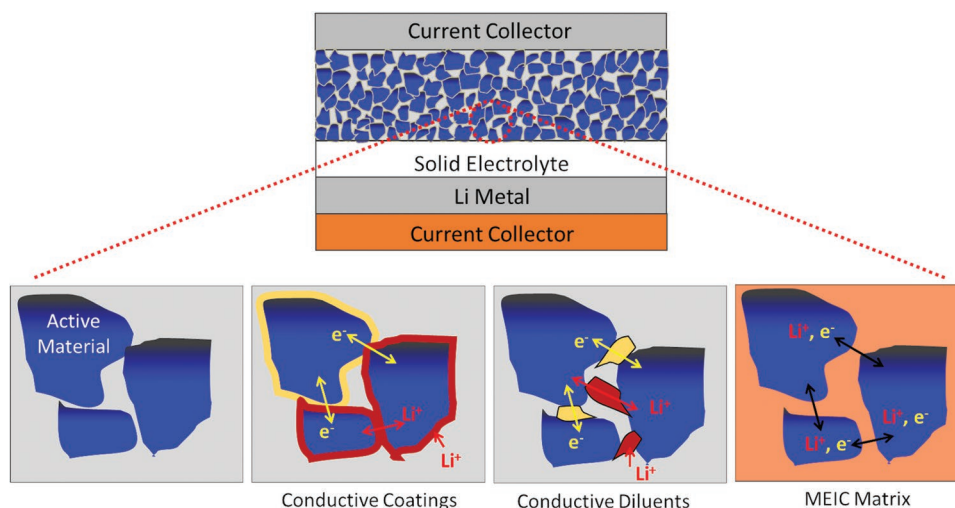 Current Collector
Solid Electrolyte
Li Metal
Current Collector
Active
Material
e-
e-
Li+
Li+
e-
Li+
e-
Li+
Li+, e-
Li+, e-
Li+, e-
Conductive Coatings
Conductive Diluents
MEIC Matrix